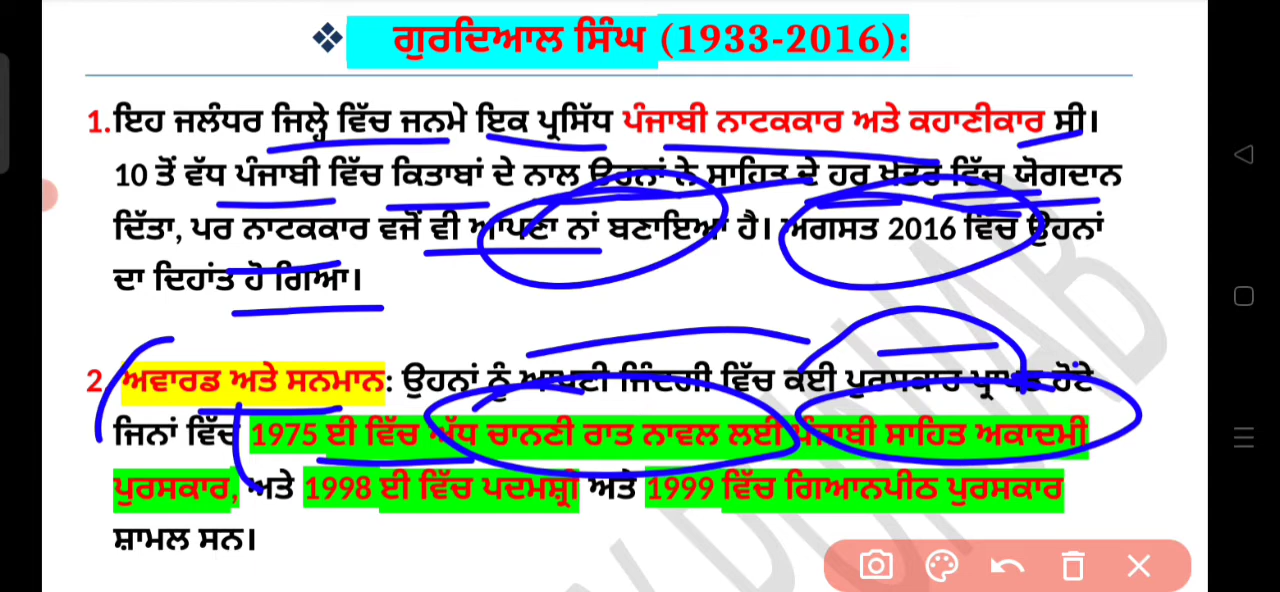 ❖ ਗੁਰਦਿਆਲ ਸਿੰਘ (1933-2016):
1. ਇਹ ਜਲੰਧਰ ਜਿਲ੍ਹੇ ਵਿੱਚ ਜਨਮੇ ਇਕ ਪ੍ਰਸਿੱਧ ਪੰਜਾਬੀ ਨਾਟਕਕਾਰ ਅਤੇ ਕਹਾਣੀਕਾਰ ਸੀ।
10 ਤੋਂ ਵੱਧ ਪੰਜਾਬੀ ਵਿੱਚ ਕਿਤਾਬਾਂ ਦੇ ਨਾਲ ਉਹਨਾਂ ਨੇ ਸਾਹਿਤ ਦੇ ਹਰ ਖੇਤਰ ਵਿੱਚ ਯੋਗਦਾਨ
ਦਿੱਤਾ, ਪਰ ਨਾਟਕਕਾਰ ਵਜੋਂ ਵੀ ਆਪਣਾ ਨਾਂ ਬਣਾਇਆ ਹੈ। ਅਗਸਤ 2016 ਵਿੱਚ ਉਹਨਾਂ
ਦਾ ਦਿਹਾਂਤ ਹੋ ਗਿਆ।
2. ਅਵਾਰਡ ਅਤੇ ਸਨਮਾਨ: ਉਹਨਾਂ ਨੂੰ ਆਪਣੀ ਜਿੰਦਗੀ ਵਿੱਚ ਕਈ ਪੁਰਸਕਾਰ ਪ੍ਰਾਪਤ ਹੋਏ
ਜਿਨਾਂ ਵਿੱਚ 1975 ਈ ਵਿੱਚ ਅੱਧ ਚਾਨਣੀ ਰਾਤ ਨਾਵਲ ਲਈ ਪੰਜਾਬੀ ਸਾਹਿਤ ਅਕਾਦਮੀ
ਪੁਰਸਕਾਰ, ਅਤੇ 1998 ਈ ਵਿੱਚ ਪਦਮਸ਼੍ਰੀ ਅਤੇ 1999 ਵਿੱਚ ਗਿਆਨਪੀਠ ਪੁਰਸਕਾਰ
ਸ਼ਾਮਲ ਸਨ।